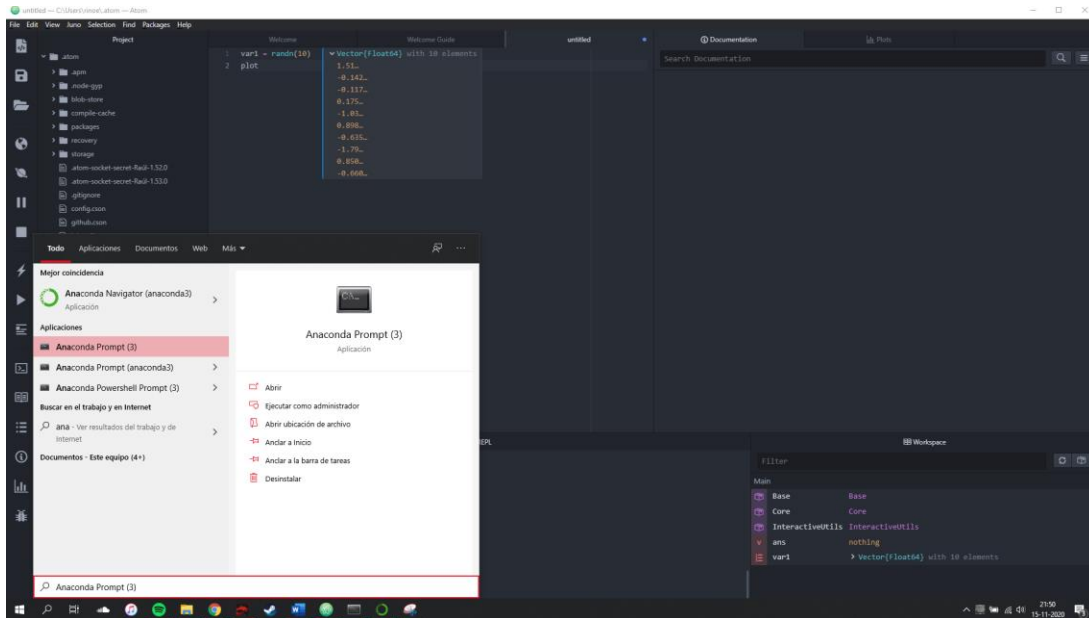 untitled — C:\Users\rinos\.atom — Atom
File Edit View Juno Selection Find Packages Help
Project
.atom
.apm
.node-gyp
blob-store
compile-cache
packages
recovery
storage
.atom-socket-secret-Raúl-1.52.0
.atom-socket-secret-Raúl-1.53.0
.gitignore
config.cson
github.cson
Welcome
Welcome Guide
untitled
1 var1 = randn(10)
2 plot
Vector{Float64} with 10 elements
1.51…
-0.142…
-0.117…
0.175…
-1.03…
0.898…
-0.635…
-1.79…
0.850…
-0.660…
Documentation
Plots
Search Documentation
Todo Aplicaciones Documentos Web Más
Mejor coincidencia
Anaconda Navigator (anaconda3)
Aplicación
Aplicaciones
Anaconda Prompt (3)
Anaconda Prompt (anaconda3)
Anaconda Powershell Prompt (3)
Buscar en el trabajo y en Internet
ana - Ver resultados del trabajo y de
Internet
Documentos - Este equipo (4+)
Anaconda Prompt (3)
Aplicación
Abrir
Ejecutar como administrador
Abrir ubicación de archivo
Anclar a Inicio
Anclar a la barra de tareas
Desinstalar
Anaconda Prompt (3)
REPL
Workspace
Filter
Main
Base Base
Core Core
InteractiveUtils InteractiveUtils
v ans nothing
var1 > Vector{Float64} with 10 elements
21:50
15-11-2020